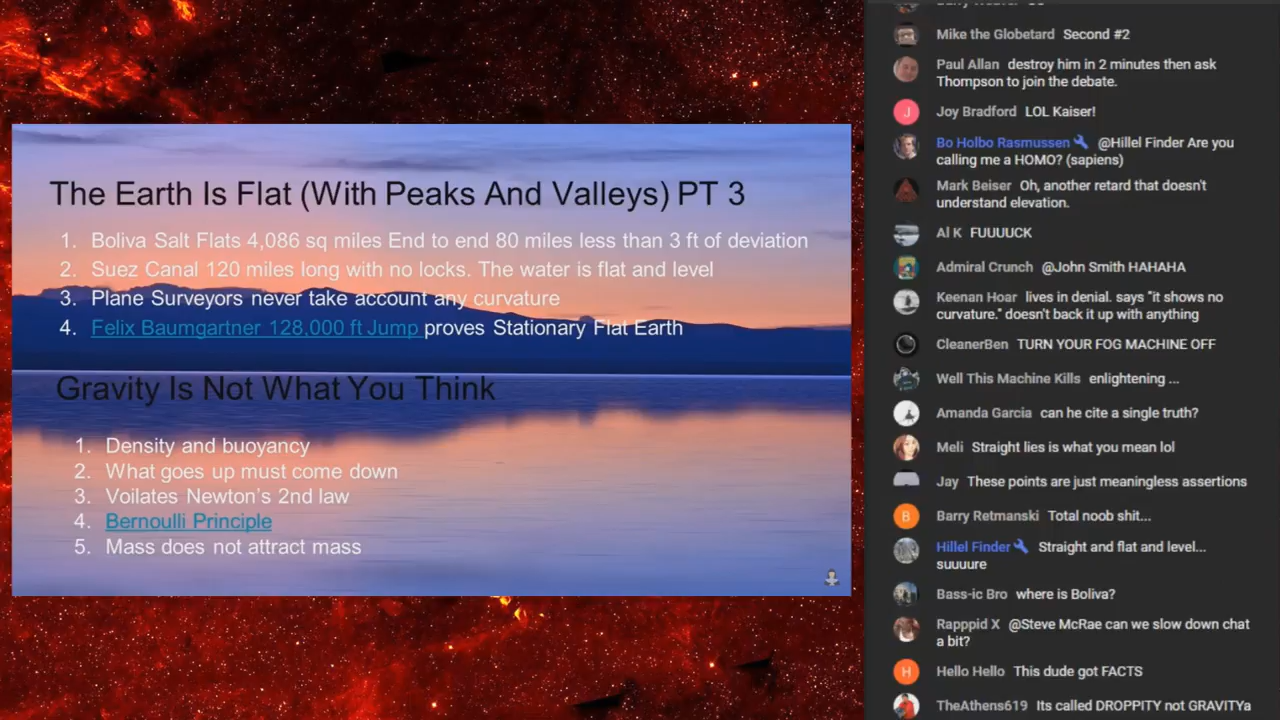 The Earth Is Flat (With Peaks And Valleys) PT 3
1. Boliva Salt Flats 4,086 sq miles End to end 80 miles less than 3 ft of deviation
2. Suez Canal 120 miles long with no locks. The water is flat and level
3. Plane Surveyors never take account any curvature
4. Felix Baumgartner 128,000 ft Jump proves Stationary Flat Earth
Gravity Is Not What You Think
1. Density and buoyancy
2. What goes up must come down
3. Voilates Newton's 2nd law
4. Bernoulli Principle
5. Mass does not attract mass
Mike the Globetard Second #2
Paul Allan destroy him in 2 minutes then ask
Thompson to join the debate.
J
Joy Bradford LOL Kaiser!
Bo Holbo Rasmussen @Hillel Finder Are you
calling me a HOMO? (sapiens)
Mark Beiser Oh, another retard that doesn't
understand elevation.
Al K FUUUUCK
Admiral Crunch @John Smith HAHAHA
Keenan Hoar lives in denial. says "it shows no
curvature." doesn't back it up with anything
CleanerBen TURN YOUR FOG MACHINE OFF
Well This Machine Kills enlightening ...
Amanda Garcia can he cite a single truth?
Meli Straight lies is what you mean lol
Jay These points are just meaningless assertions
B
Barry Retmanski Total noob shit...
Hillel Finder Straight and flat and level...
suuuure
Bass-ic Bro where is Boliva?
Rapppid X @Steve McRae can we slow down chat
a bit?
H
Hello Hello This dude got FACTS
TheAthens619 Its called DROPPITY not GRAVITYa